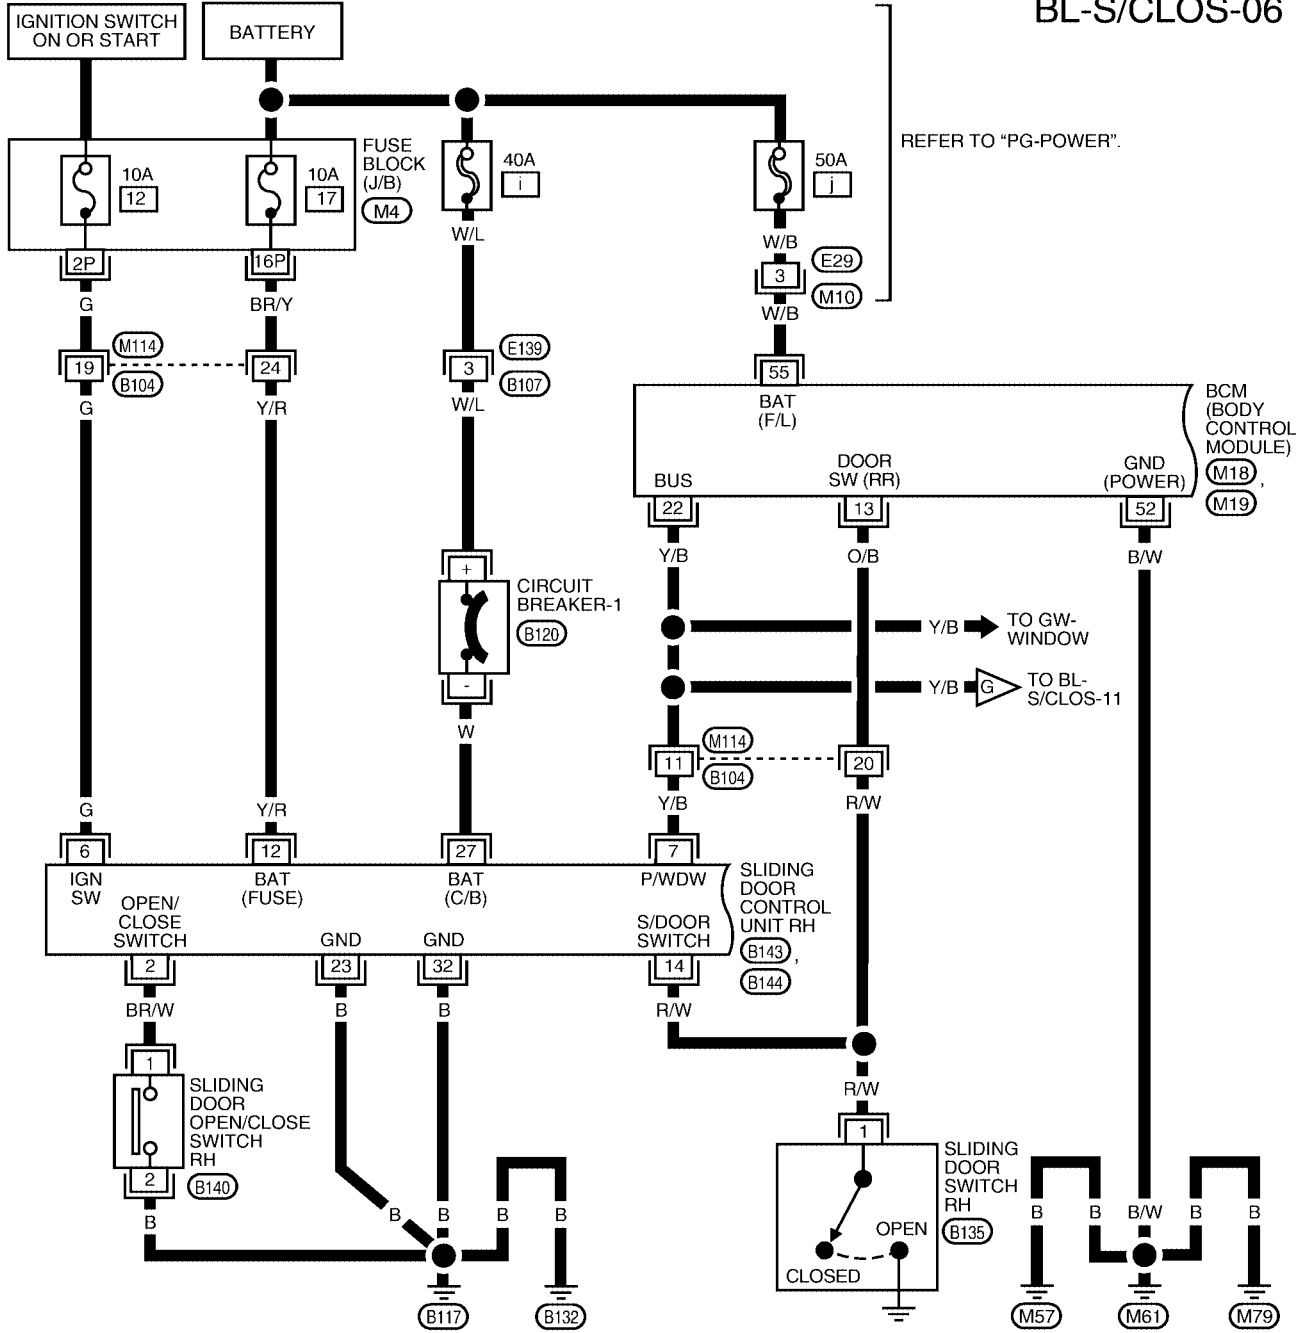 BL-S/CLOS-06
IGNITION SWITCH
ON OR START
BATTERY
REFER TO “PG-POWER”.
10A
12
10A
17
FUSE
BLOCK
(J/B)
M4
40A
i
50A
j
2P
16P
W/L
W/B
3
E29
M10
W/B
G
BR/Y
19
M114
B104
24
3
E139
B107
55
G
Y/R
W/L
BAT
(F/L)
BCM
(BODY
CONTROL
MODULE)
M18 ,
M19
BUS
DOOR
SW (RR)
GND
(POWER)
22
13
52
Y/B
O/B
B/W
+
CIRCUIT
BREAKER-1
B120
-
W
Y/B
TO GW-
WINDOW
Y/B
G
TO BL-
S/CLOS-11
11
M114
B104
20
G
Y/R
Y/B
R/W
6
12
27
7
IGN
SW
BAT
(FUSE)
BAT
(C/B)
P/WDW
SLIDING
DOOR
CONTROL
UNIT RH
B143 ,
B144
OPEN/
CLOSE
SWITCH
GND
GND
S/DOOR
SWITCH
2
23
32
14
BR/W
B
B
R/W
1
SLIDING
DOOR
OPEN/CLOSE
SWITCH
RH
B140
2
R/W
1
SLIDING
DOOR
SWITCH
RH
B135
OPEN
CLOSED
B
B
B
B
B
B
B
B/W
B
B
B117
B132
M57
M61
M79